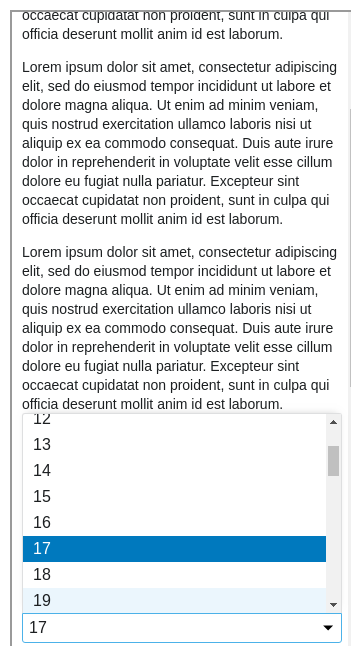 occaecat cupidatat non proident, sunt in culpa qui
officia deserunt mollit anim id est laborum.
Lorem ipsum dolor sit amet, consectetur adipiscing
elit, sed do eiusmod tempor incididunt ut labore et
dolore magna aliqua. Ut enim ad minim veniam,
quis nostrud exercitation ullamco laboris nisi ut
aliquip ex ea commodo consequat. Duis aute irure
dolor in reprehenderit in voluptate velit esse cillum
dolore eu fugiat nulla pariatur. Excepteur sint
occaecat cupidatat non proident, sunt in culpa qui
officia deserunt mollit anim id est laborum.
Lorem ipsum dolor sit amet, consectetur adipiscing
elit, sed do eiusmod tempor incididunt ut labore et
dolore magna aliqua. Ut enim ad minim veniam,
quis nostrud exercitation ullamco laboris nisi ut
aliquip ex ea commodo consequat. Duis aute irure
dolor in reprehenderit in voluptate velit esse cillum
dolore eu fugiat nulla pariatur. Excepteur sint
occaecat cupidatat non proident, sunt in culpa qui
officia deserunt mollit anim id est laborum.
12
13
14
15
16
17
18
19
17